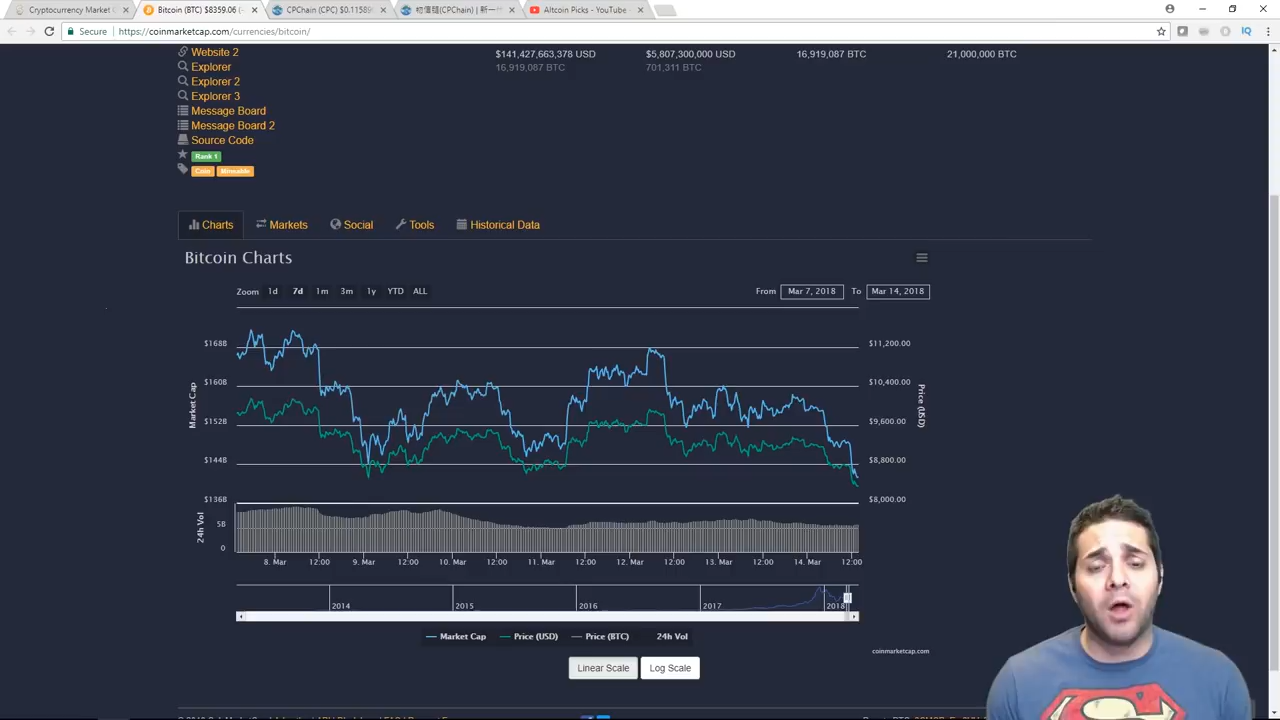 Cryptocurrency Market C
Bitcoin (BTC) $8359.06 (-
CPChain (CPC) $0.11589
Altcoin Picks - YouTube
Secure https://coinmarketcap.com/currencies/bitcoin/
Website 2
Explorer
Explorer 2
Explorer 3
Message Board
Message Board 2
Source Code
Rank 1
Coin Mineable
$141,427,663,378 USD $5,807,300,000 USD 16,919,087 BTC 21,000,000 BTC
16,919,087 BTC 701,311 BTC
Charts Markets Social Tools Historical Data
Bitcoin Charts
Zoom 1d 7d 1m 3m 1y YTD ALL
From Mar 7, 2018 To Mar 14, 2018
$168B $11,200.00
$160B $10,400.00
$152B $9,600.00
$144B $8,800.00
$136B $8,000.00
Market Cap
Price (USD)
24h Vol
5B
0
8. Mar 12:00 9. Mar 12:00 10. Mar 12:00 11. Mar 12:00 12. Mar 12:00 13. Mar 12:00 14. Mar 12:00
2014 2015 2016 2017 2018
Market Cap Price (USD) Price (BTC) 24h Vol
coinmarketcap.com
Linear Scale Log Scale